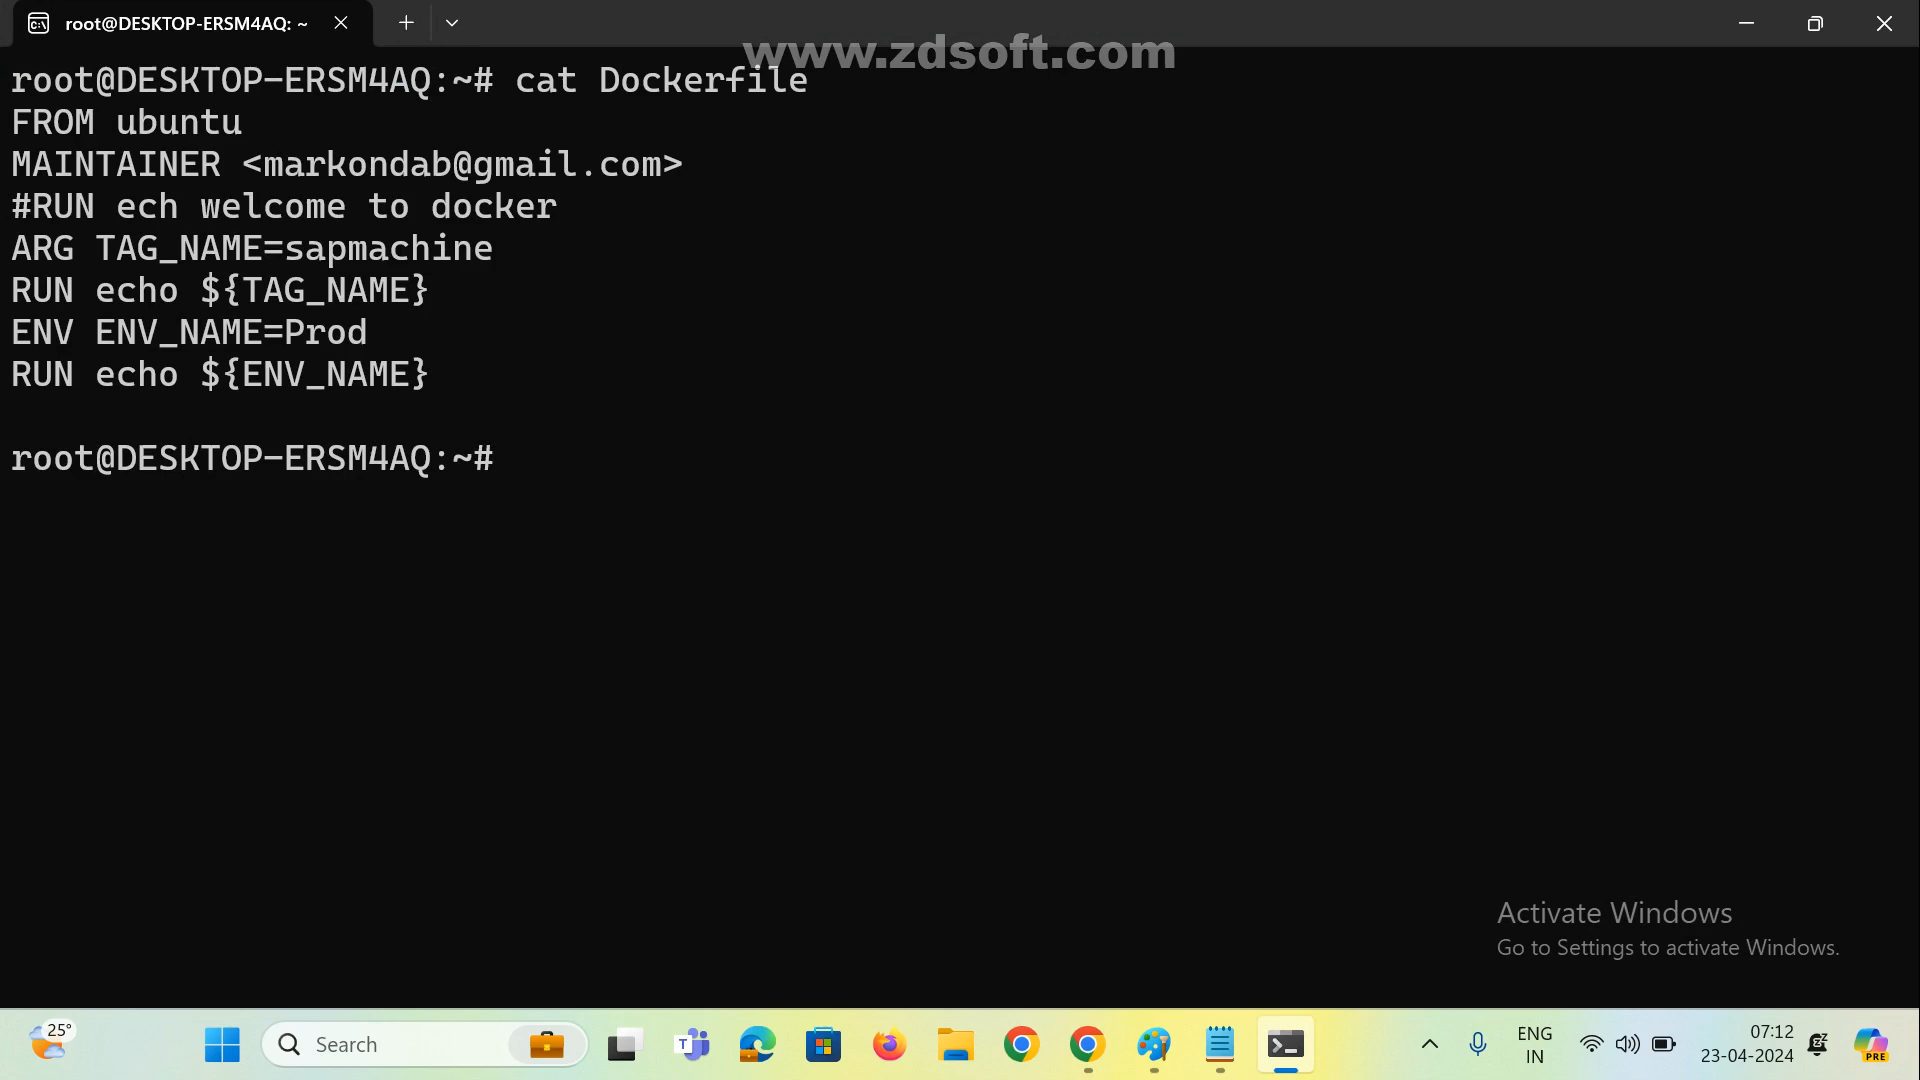 root@DESKTOP-ERSM4AQ: ~
www.zdsoft.com
root@DESKTOP-ERSM4AQ:~# cat Dockerfile
FROM ubuntu
MAINTAINER <markondab@gmail.com>
#RUN ech welcome to docker
ARG TAG_NAME=sapmachine
RUN echo ${TAG_NAME}
ENV ENV_NAME=Prod
RUN echo ${ENV_NAME}
root@DESKTOP-ERSM4AQ:~#
Activate Windows
Go to Settings to activate Windows.
25°
Search
ENG
IN
07:12
23-04-2024
PRE